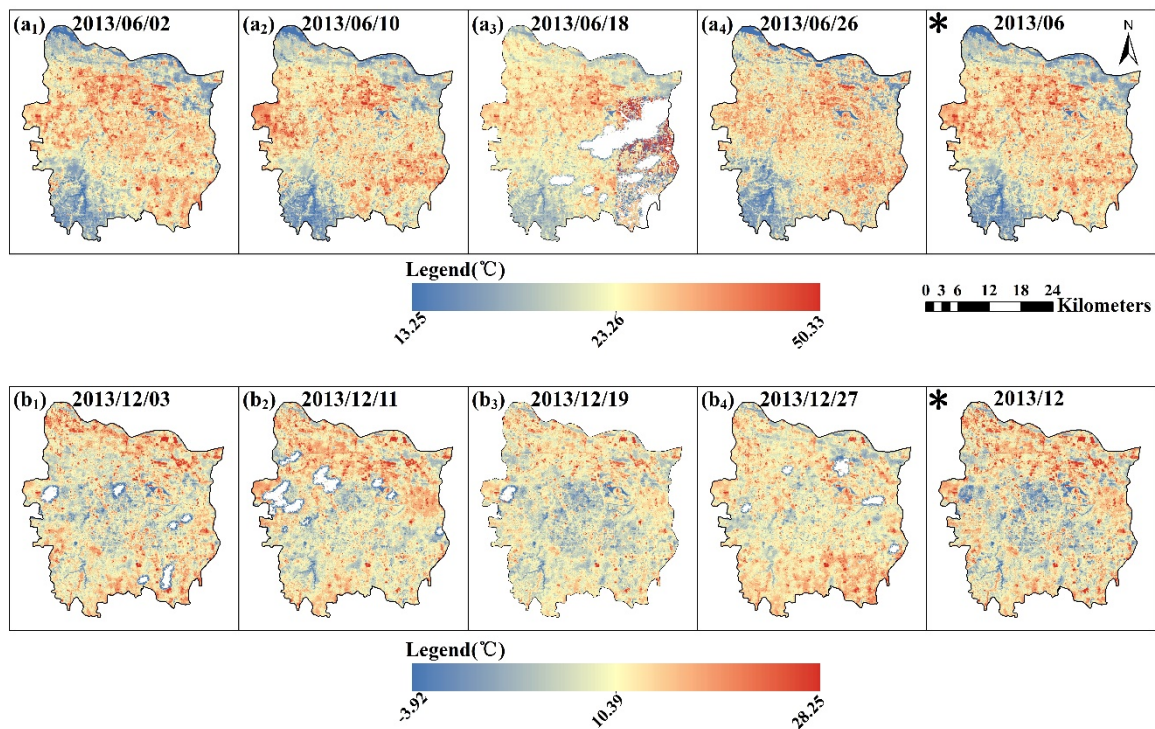 (a₁) 2013/06/02
(a₂) 2013/06/10
(a₃) 2013/06/18
(a₄) 2013/06/26
* 2013/06
N
Legend(℃)
13.25 23.26 50.33
0 3 6 12 18 24
Kilometers
(b₁) 2013/12/03
(b₂) 2013/12/11
(b₃) 2013/12/19
(b₄) 2013/12/27
* 2013/12
Legend(℃)
-3.92 10.39 28.25